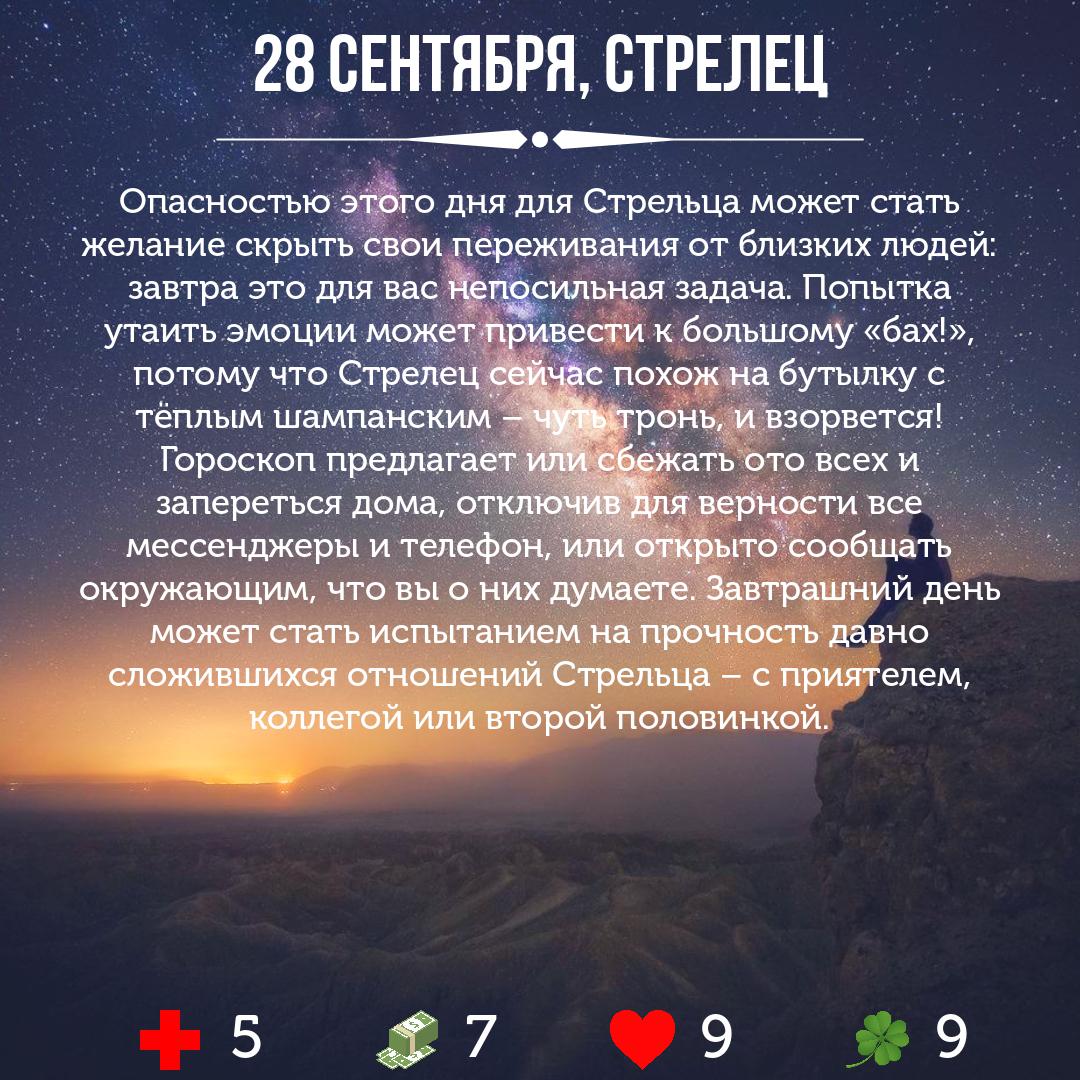 28 СЕНТЯБРЯ, СТРЕЛЕЦ
Опасностью этого дня для Стрельца может стать
желание скрыть свои переживания от близких людей:
завтра это для вас непосильная задача. Попытка
утаить эмоции может привести к большому «бах!»,
потому что Стрелец сейчас похож на бутылку с
тёплым шампанским – чуть тронь, и взорвется!
Гороскоп предлагает или сбежать ото всех и
запереться дома, отключив для верности все
мессенджеры и телефон, или открыто сообщать
окружающим, что вы о них думаете. Завтрашний день
может стать испытанием на прочность давно
сложившихся отношений Стрельца – с приятелем,
коллегой или второй половинкой.
5 7 9 9